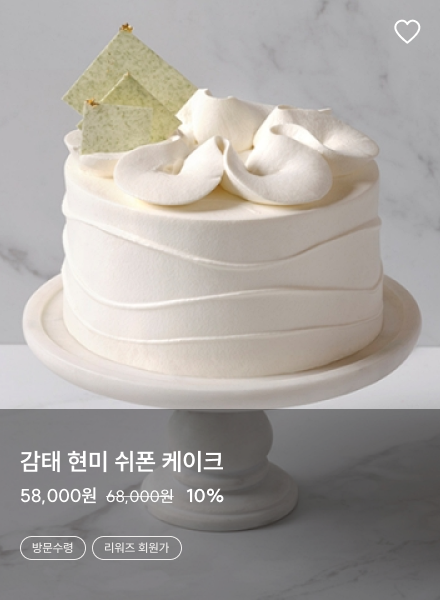 감태 현미 쉬폰 케이크
58,000원 68,000원 10%
방문수령 리워즈 회원가